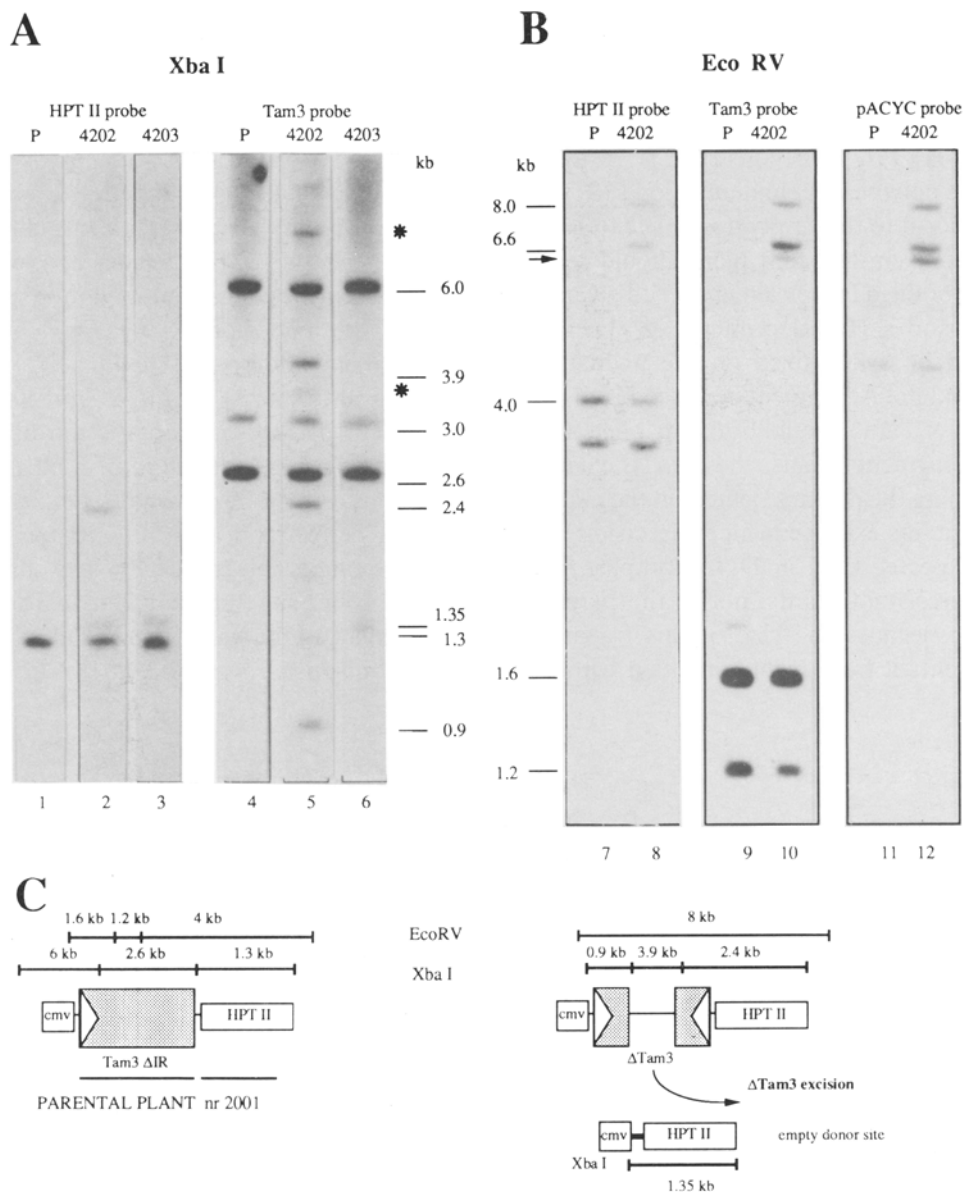 A
Xba I
HPT II probe
P 4202 4203
Tam3 probe
P 4202 4203
kb
*
6.0
3.9
*
3.0
2.6
2.4
1.35
1.3
0.9
1 2 3 4 5 6
B
Eco RV
HPT II probe
P 4202
Tam3 probe
P 4202
pACYC probe
P 4202
kb
8.0
6.6
4.0
1.6
1.2
7 8 9 10 11 12
C
1.6 kb 1.2 kb 4 kb
EcoRV
6 kb 2.6 kb 1.3 kb
Xba I
cmv HPT II
Tam3 ΔIR
PARENTAL PLANT nr 2001
8 kb
0.9 kb 3.9 kb 2.4 kb
cmv HPT II
ΔTam3
ΔTam3 excision
cmv HPT II empty donor site
Xba I
1.35 kb